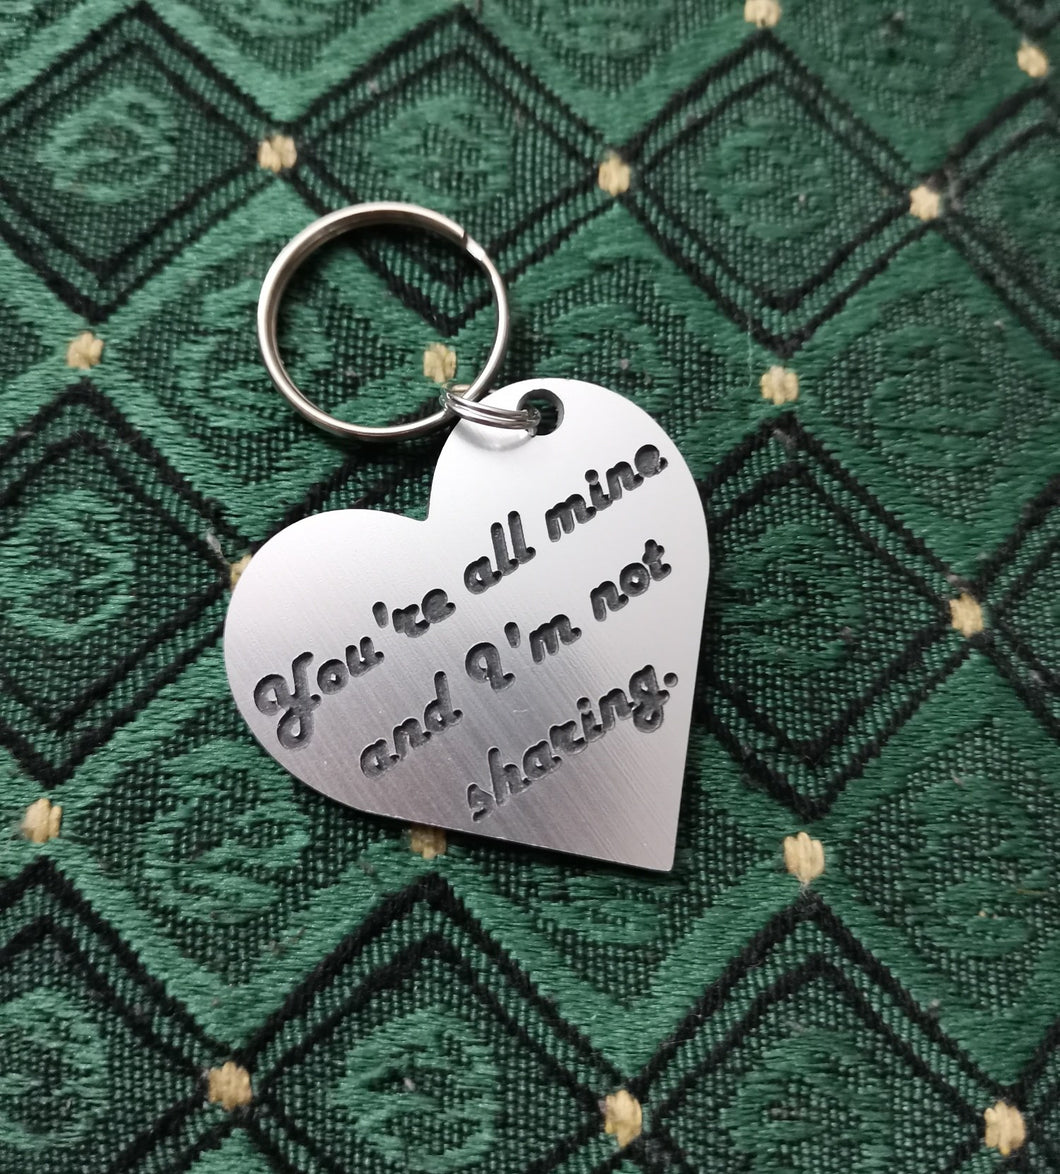 You're all mine
and I'm not
sharing.